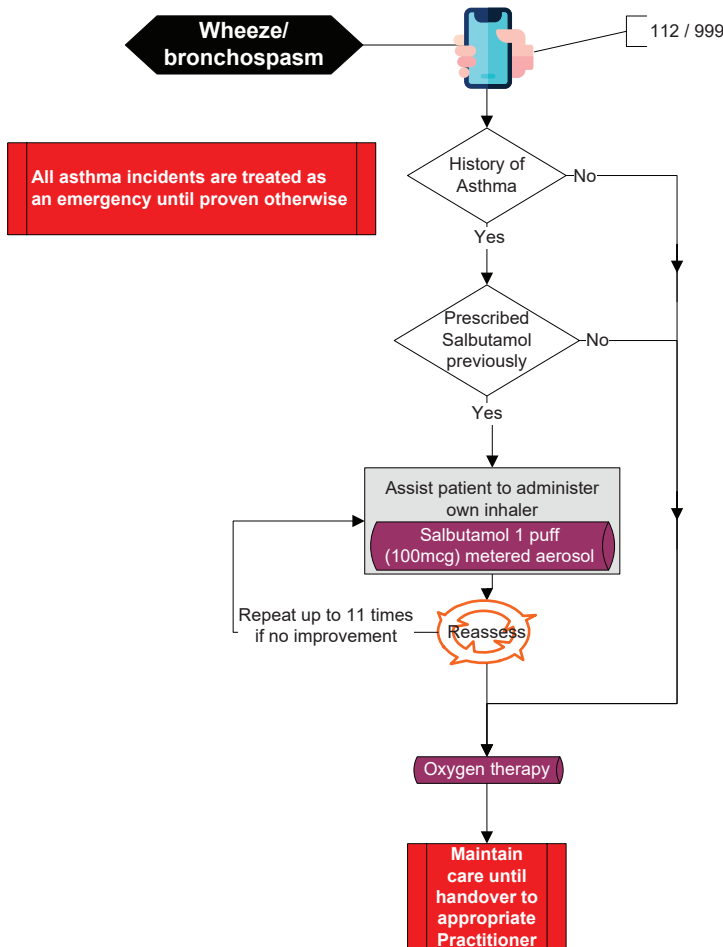 Wheeze/
bronchospasm
112 / 999
All asthma incidents are treated as
an emergency until proven otherwise
History of
Asthma
No
Yes
Prescribed
Salbutamol
previously
No
Yes
Assist patient to administer
own inhaler
Salbutamol 1 puff
(100mcg) metered aerosol
Repeat up to 11 times
if no improvement
Reassess
Oxygen therapy
Maintain
care until
handover to
appropriate
Practitioner